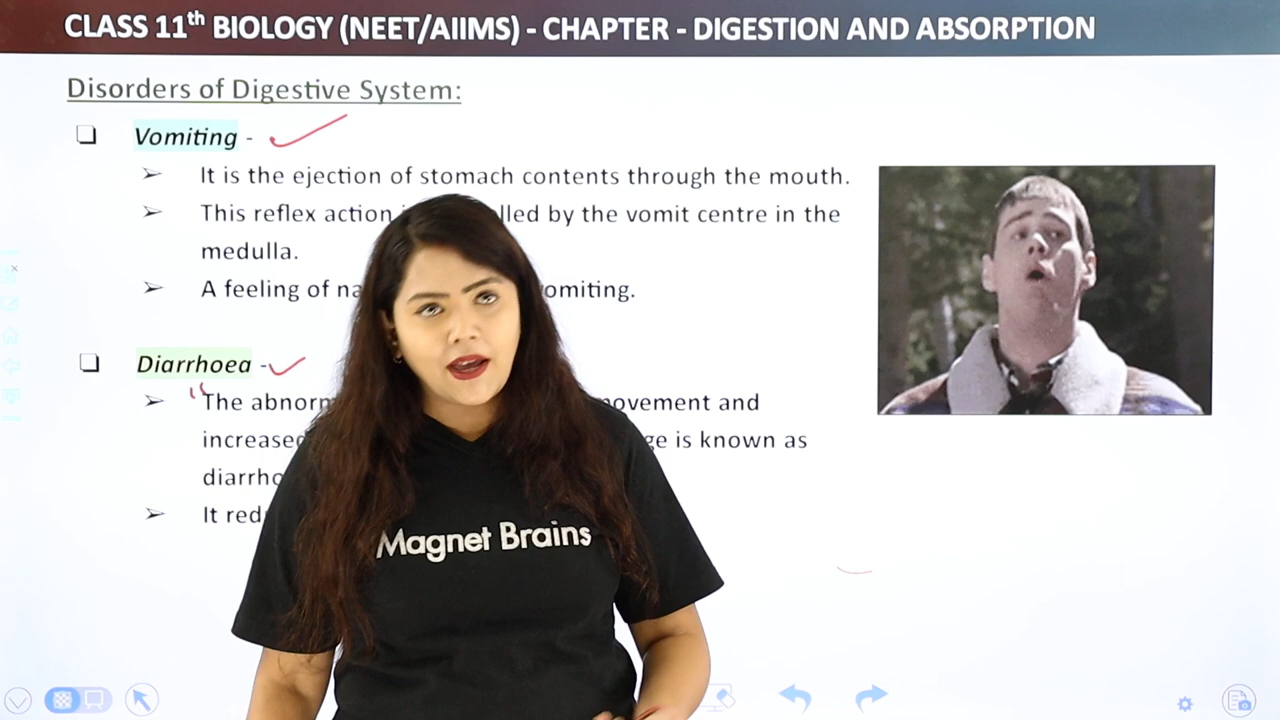 CLASS 11th BIOLOGY (NEET/AIIMS) - CHAPTER - DIGESTION AND ABSORPTION
Disorders of Digestive System:
Vomiting -
It is the ejection of stomach contents through the mouth.
This reflex action lled by the vomit centre in the
medulla.
A feeling of na omiting.
Diarrhoea -
The abnorm ovement and
increased ge is known as
diarrho
It red
Magnet Brains